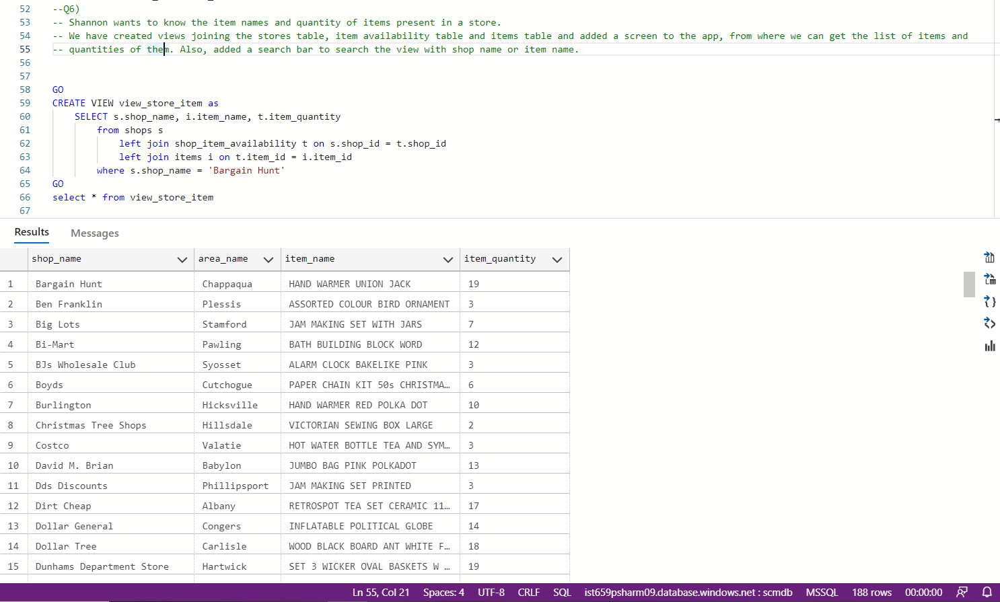 52 --Q6)
53 -- Shannon wants to know the item names and quantity of items present in a store.
54 -- We have created views joining the stores table, item availability table and items table and added a screen to the app, from where we can get the list of items and
55 -- quantities of them. Also, added a search bar to search the view with shop name or item name.
56
57
58 GO
59 CREATE VIEW view_store_item as
60 SELECT s.shop_name, i.item_name, t.item_quantity
61 from shops s
62 left join shop_item_availability t on s.shop_id = t.shop_id
63 left join items i on t.item_id = i.item_id
64 where s.shop_name = 'Bargain Hunt'
65 GO
66 select * from view_store_item
67
Results Messages
shop_name area_name item_name item_quantity
1 Bargain Hunt Chappaqua HAND WARMER UNION JACK 19
2 Ben Franklin Plessis ASSORTED COLOUR BIRD ORNAMENT 3
3 Big Lots Stamford JAM MAKING SET WITH JARS 7
4 Bi-Mart Pawling BATH BUILDING BLOCK WORD 12
5 BJs Wholesale Club Syosset ALARM CLOCK BAKELIKE PINK 3
6 Boyds Cutchogue PAPER CHAIN KIT 50s CHRISTMA… 6
7 Burlington Hicksville HAND WARMER RED POLKA DOT 10
8 Christmas Tree Shops Hillsdale VICTORIAN SEWING BOX LARGE 2
9 Costco Valatie HOT WATER BOTTLE TEA AND SYM… 3
10 David M. Brian Babylon JUMBO BAG PINK POLKADOT 13
11 Dds Discounts Phillipsport JAM MAKING SET PRINTED 3
12 Dirt Cheap Albany RETROSPOT TEA SET CERAMIC 11… 17
13 Dollar General Congers INFLATABLE POLITICAL GLOBE 14
14 Dollar Tree Carlisle WOOD BLACK BOARD ANT WHITE F… 18
15 Dunhams Department Store Hartwick SET 3 WICKER OVAL BASKETS W … 19
Ln 55, Col 21 Spaces: 4 UTF-8 CRLF SQL ist659psharm09.database.windows.net : scmdb MSSQL 188 rows 00:00:00